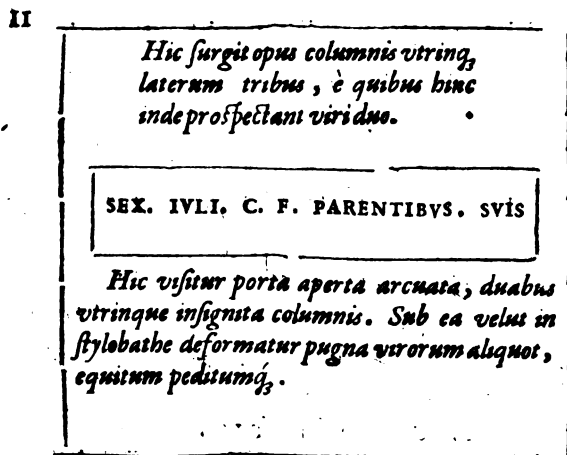 II
Hic ſurgit opus columnis vtrinqꝫ
laterum tribus, è quibus hinc
inde proſpectant viri duo.
SEX. IVLI. C. F. PARENTIBVS. SVIS
Hic viſitur porta aperta arcuata, duabus
vtrinque inſignita columnis. Sub ea velut in
ſtylobathe deformatur pugna virorum aliquot,
equitum peditumq́ꝫ.